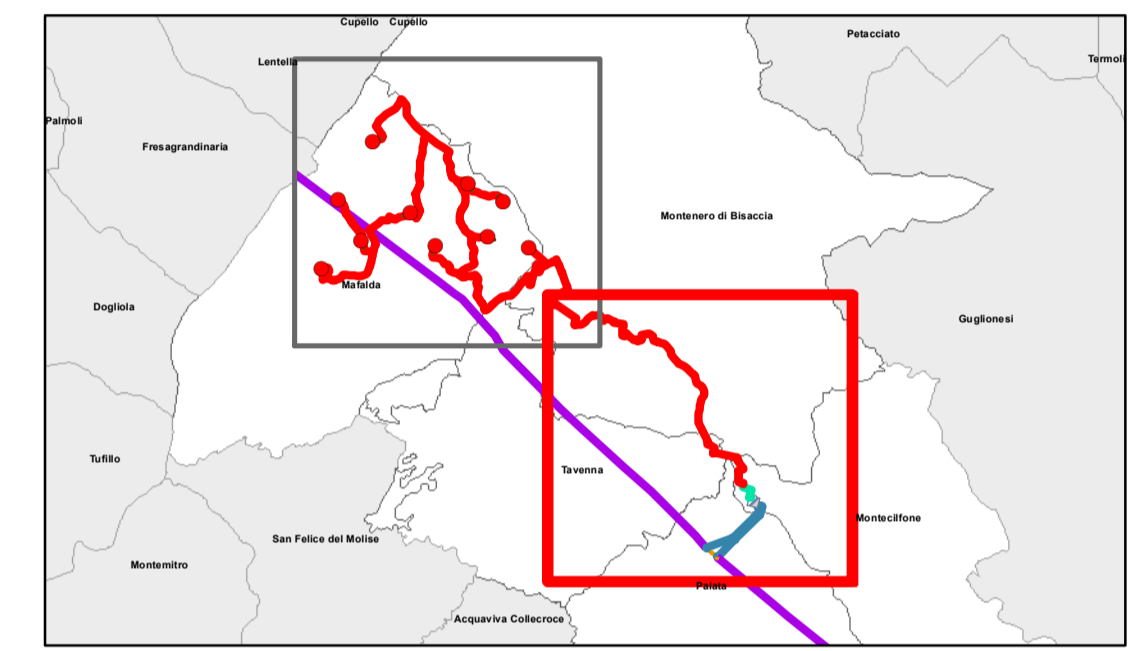 Cupello Cupello
Petacciato
Lentella
Termoli
Palmoli
Fresagrandinaria
Montenero di Bisaccia
Mafalda
Dogliola
Guglionesi
Tufillo
Tavenna
Montecilfone
San Felice del Molise
Montemitro
Palata
Acquaviva Collecroce